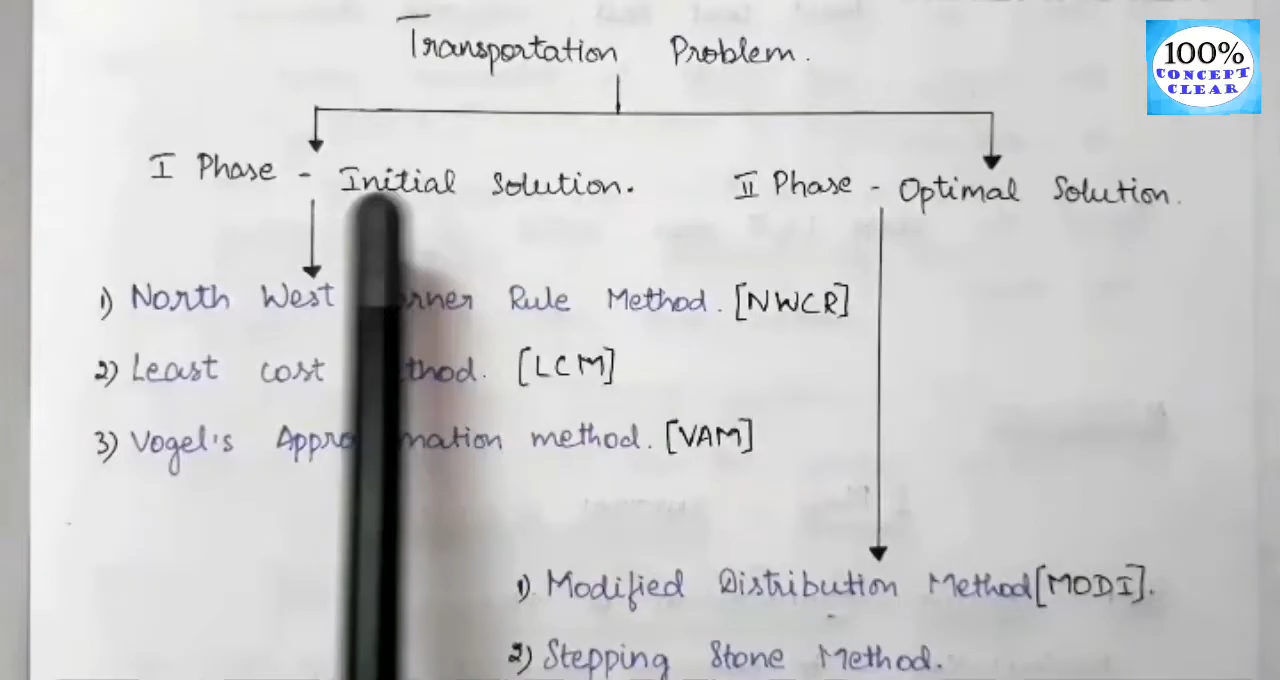 Transportation Problem.
100%
CONCEPT
CLEAR
I Phase - Initial Solution.
II Phase - Optimal Solution.
1) North West rner Rule Method. [NWCR]
2) Least cost thod. [LCM]
3) Vogel's Appro mation method. [VAM]
1) Modified Distribution Method [MODI].
2) Stepping Stone Method.